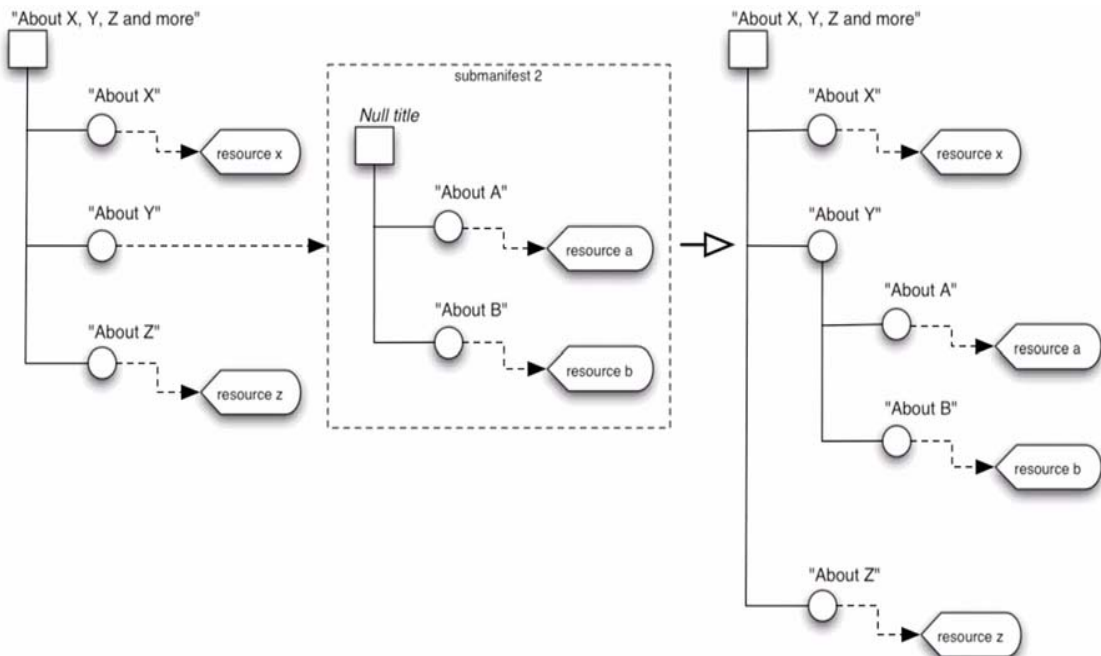 "About X, Y, Z and more"
"About X"
resource x
"About Y"
"About Z"
resource z
submanifest 2
Null title
"About A"
resource a
"About B"
resource b
"About X, Y, Z and more"
"About X"
resource x
"About Y"
"About A"
resource a
"About B"
resource b
"About Z"
resource z